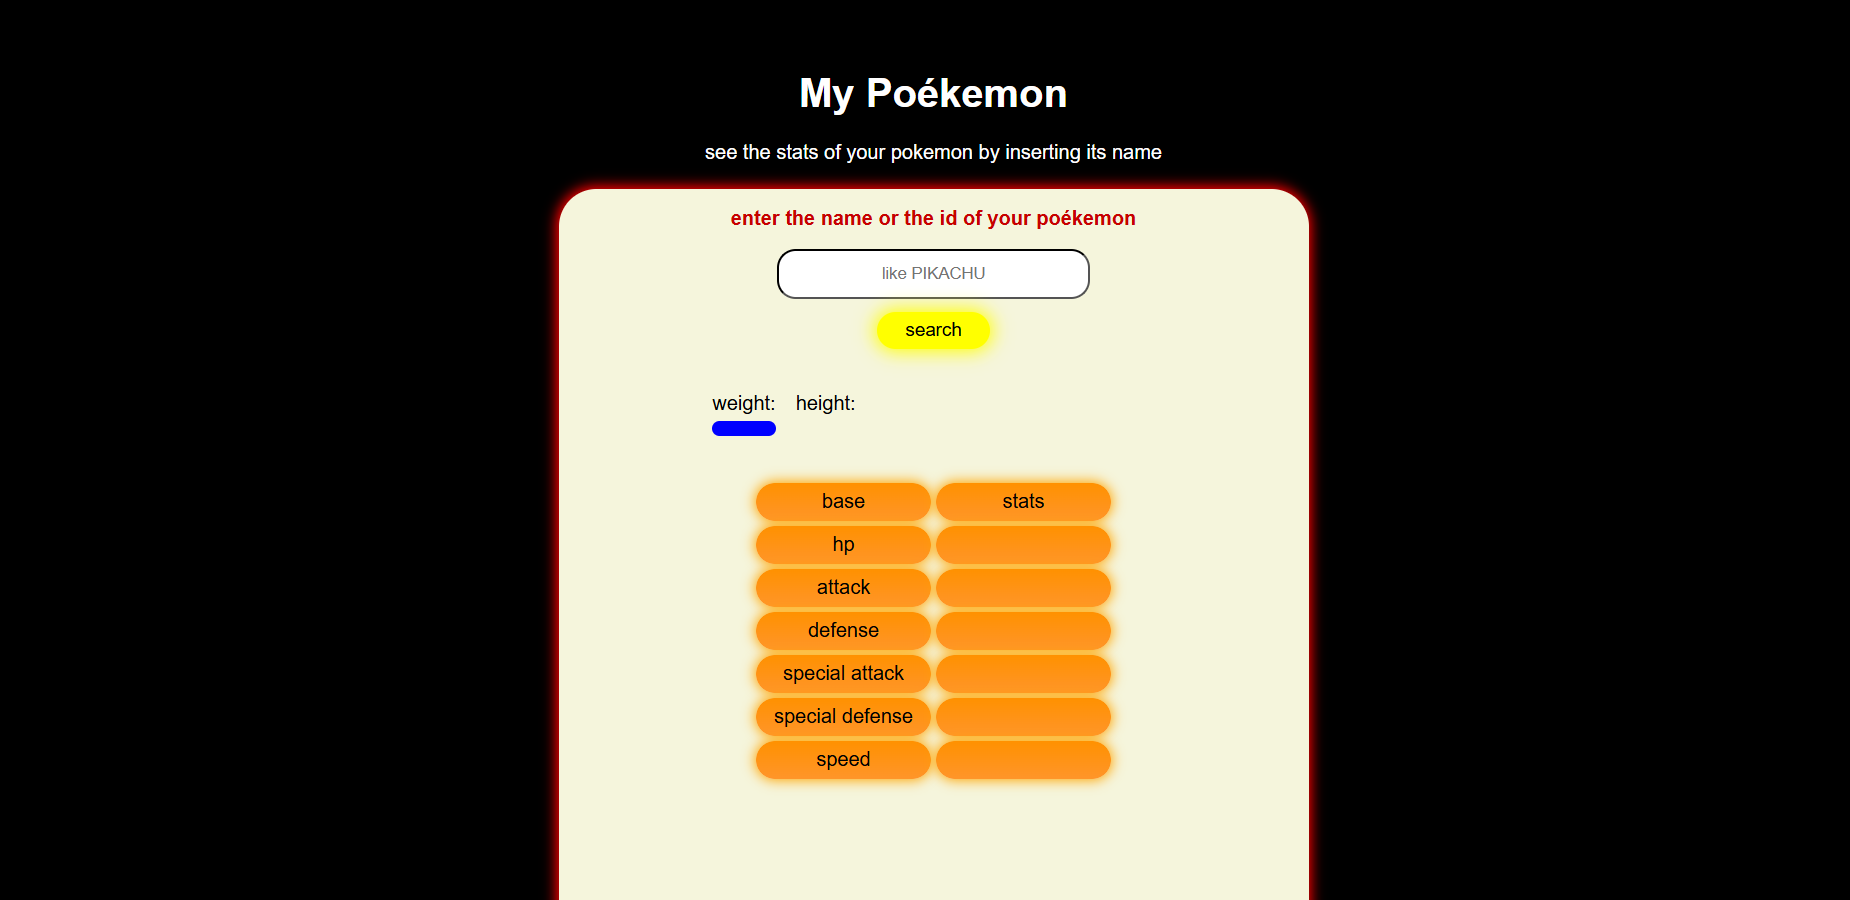 My Poékemon
see the stats of your pokemon by inserting its name
enter the name or the id of your poékemon
like PIKACHU
search
weight: height:
base stats
hp
attack
defense
special attack
special defense
speed